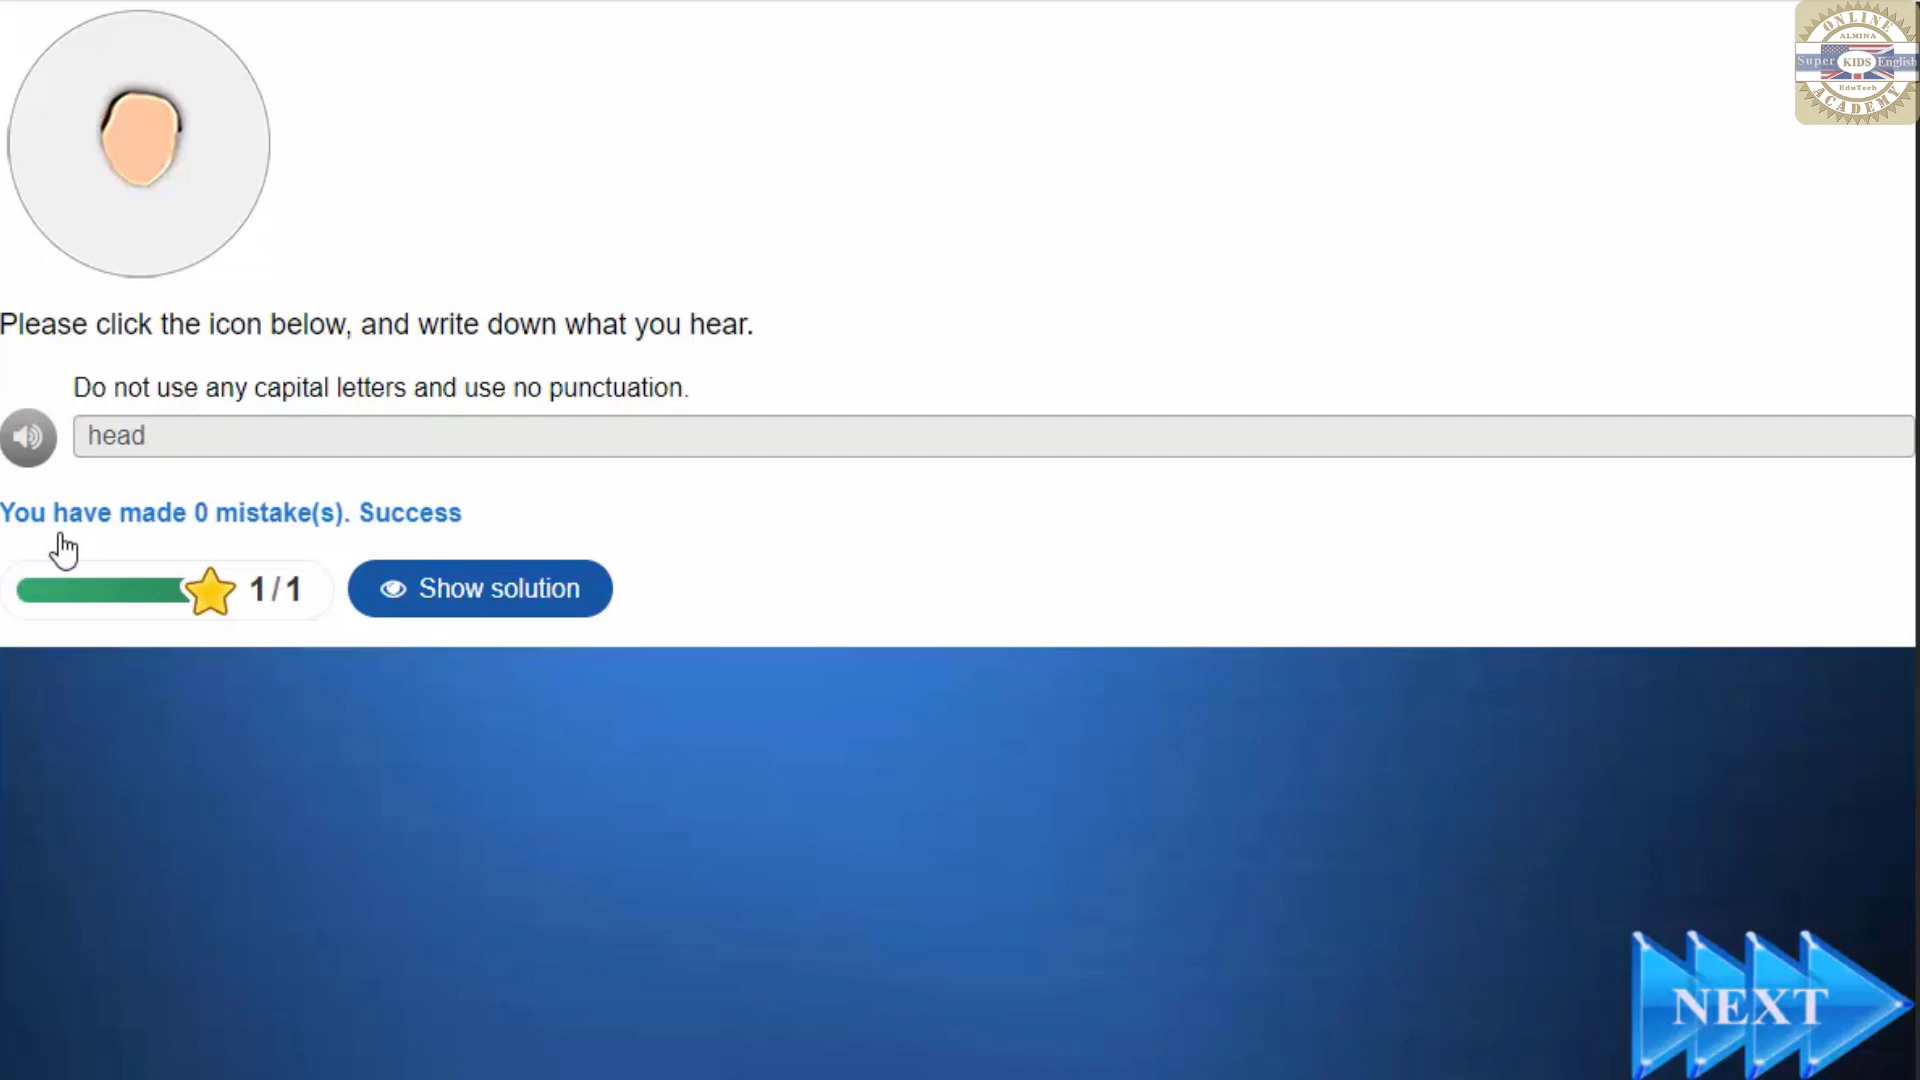 ONLINE
ALMINA
Super KIDS English
EduTech
ACADEMY
Please click the icon below, and write down what you hear.
Do not use any capital letters and use no punctuation.
head
You have made 0 mistake(s). Success
1/1
Show solution
NEXT